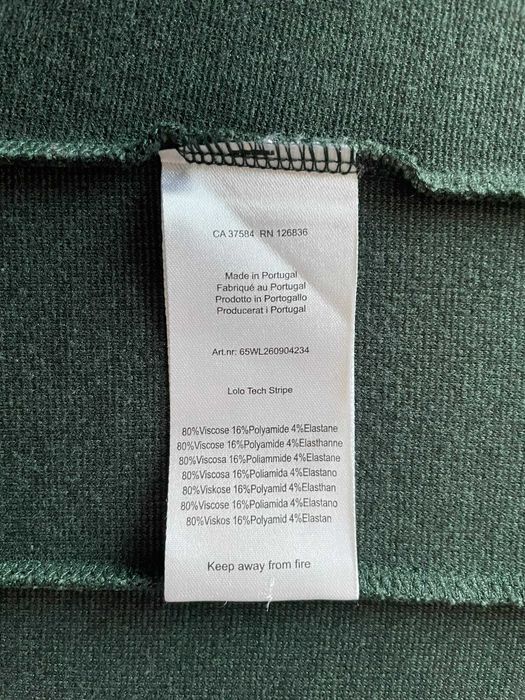 CA 37584 RN 126836
Made in Portugal
Fabriqué au Portugal
Prodotto in Portogallo
Producerat i Portugal
Art.nr: 65WL260904234
Lolo Tech Stripe
80%Viscose 16%Polyamide 4%Elastane
80%Viscose 16%Polyamide 4%Elasthanne
80%Viscosa 16%Poliammide 4%Elastane
80%Viscosa 16%Poliamida 4%Elastano
80%Viskose 16%Polyamid 4%Elasthan
80%Viscose 16%Poliamida 4%Elastano
80%Viskos 16%Polyamid 4%Elastan
Keep away from fire